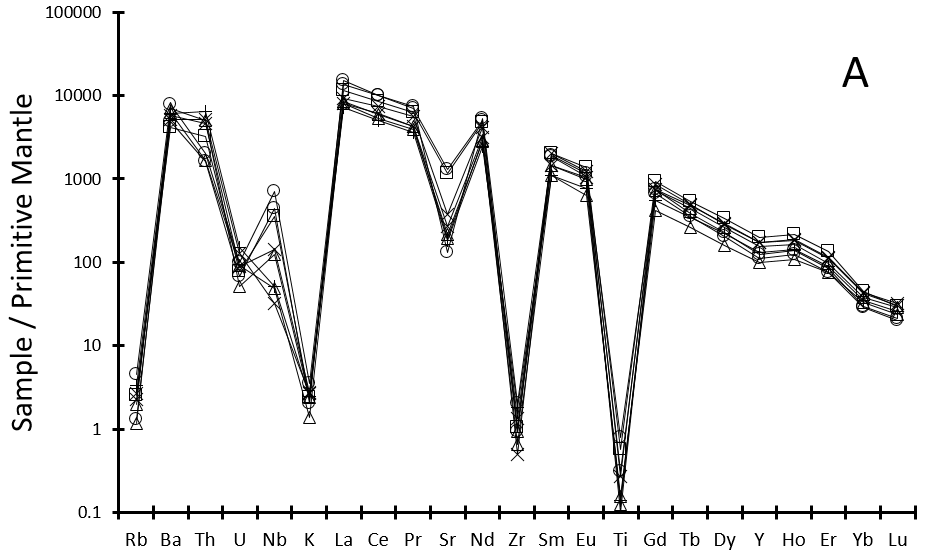 100000
10000
1000
100
10
1
0.1
Sample / Primitive Mantle
A
Rb Ba Th U Nb K La Ce Pr Sr Nd Zr Sm Eu Ti Gd Tb Dy Y Ho Er Yb Lu